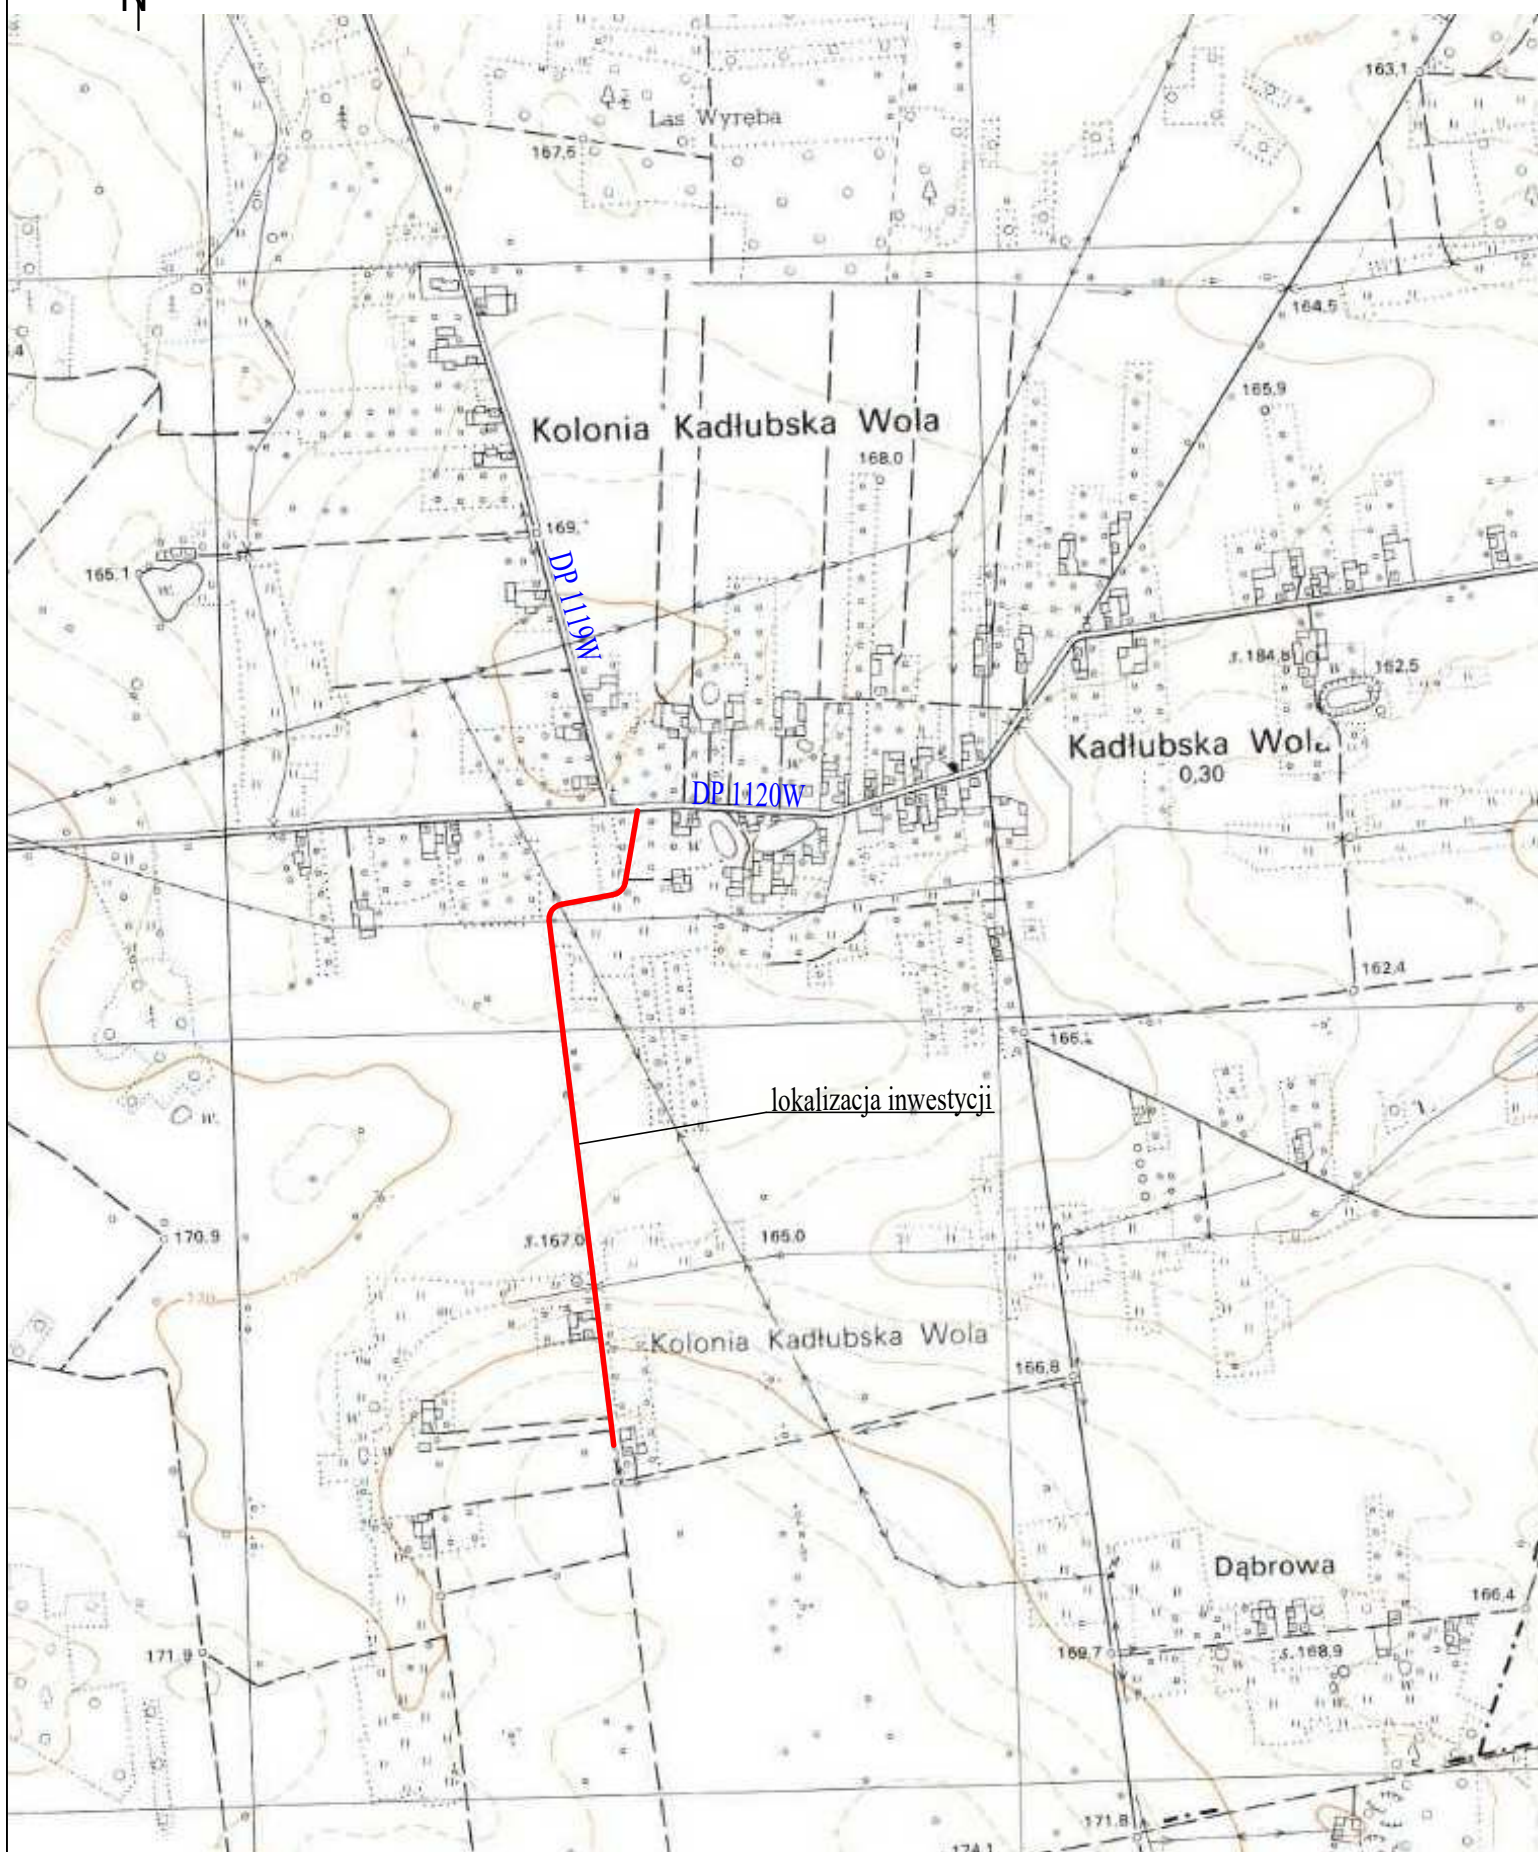 N
163,1
Las Wyręba
167,5
164,5
165,9
Kolonia Kadłubska Wola
168,0
169,
165,1
W.
DP 1119W
s.184,8
162,5
Kadłubska Wola
0,30
DP 1120W
W
162,4
166,
lokalizacja inwestycji
W.
170,9
s.167,0
165,0
170
Kolonia Kadłubska Wola
166,8
Dąbrowa
166,4
171,9
169,7
s.168,9
171,8
174,1